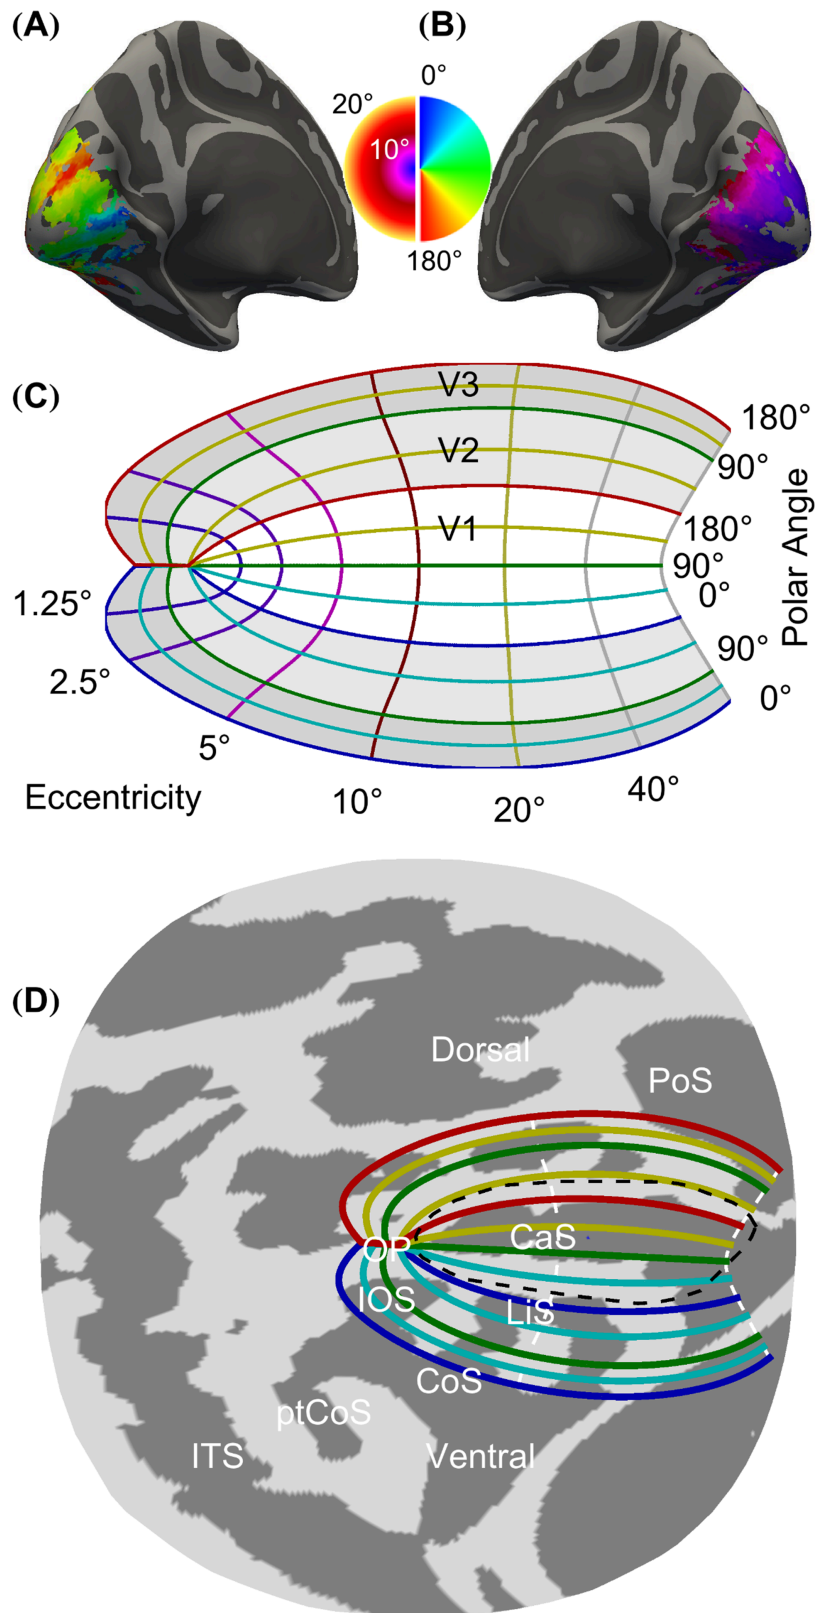 (A)
(B)
0°
20°
10°
180°
(C)
V3
180°
V2
90°
V1
180°
90°
0°
Polar Angle
1.25°
90°
2.5°
0°
5°
Eccentricity
10°
20°
40°
(D)
Dorsal
PoS
OP
CaS
IOS
LiS
CoS
ptCoS
ITS
Ventral